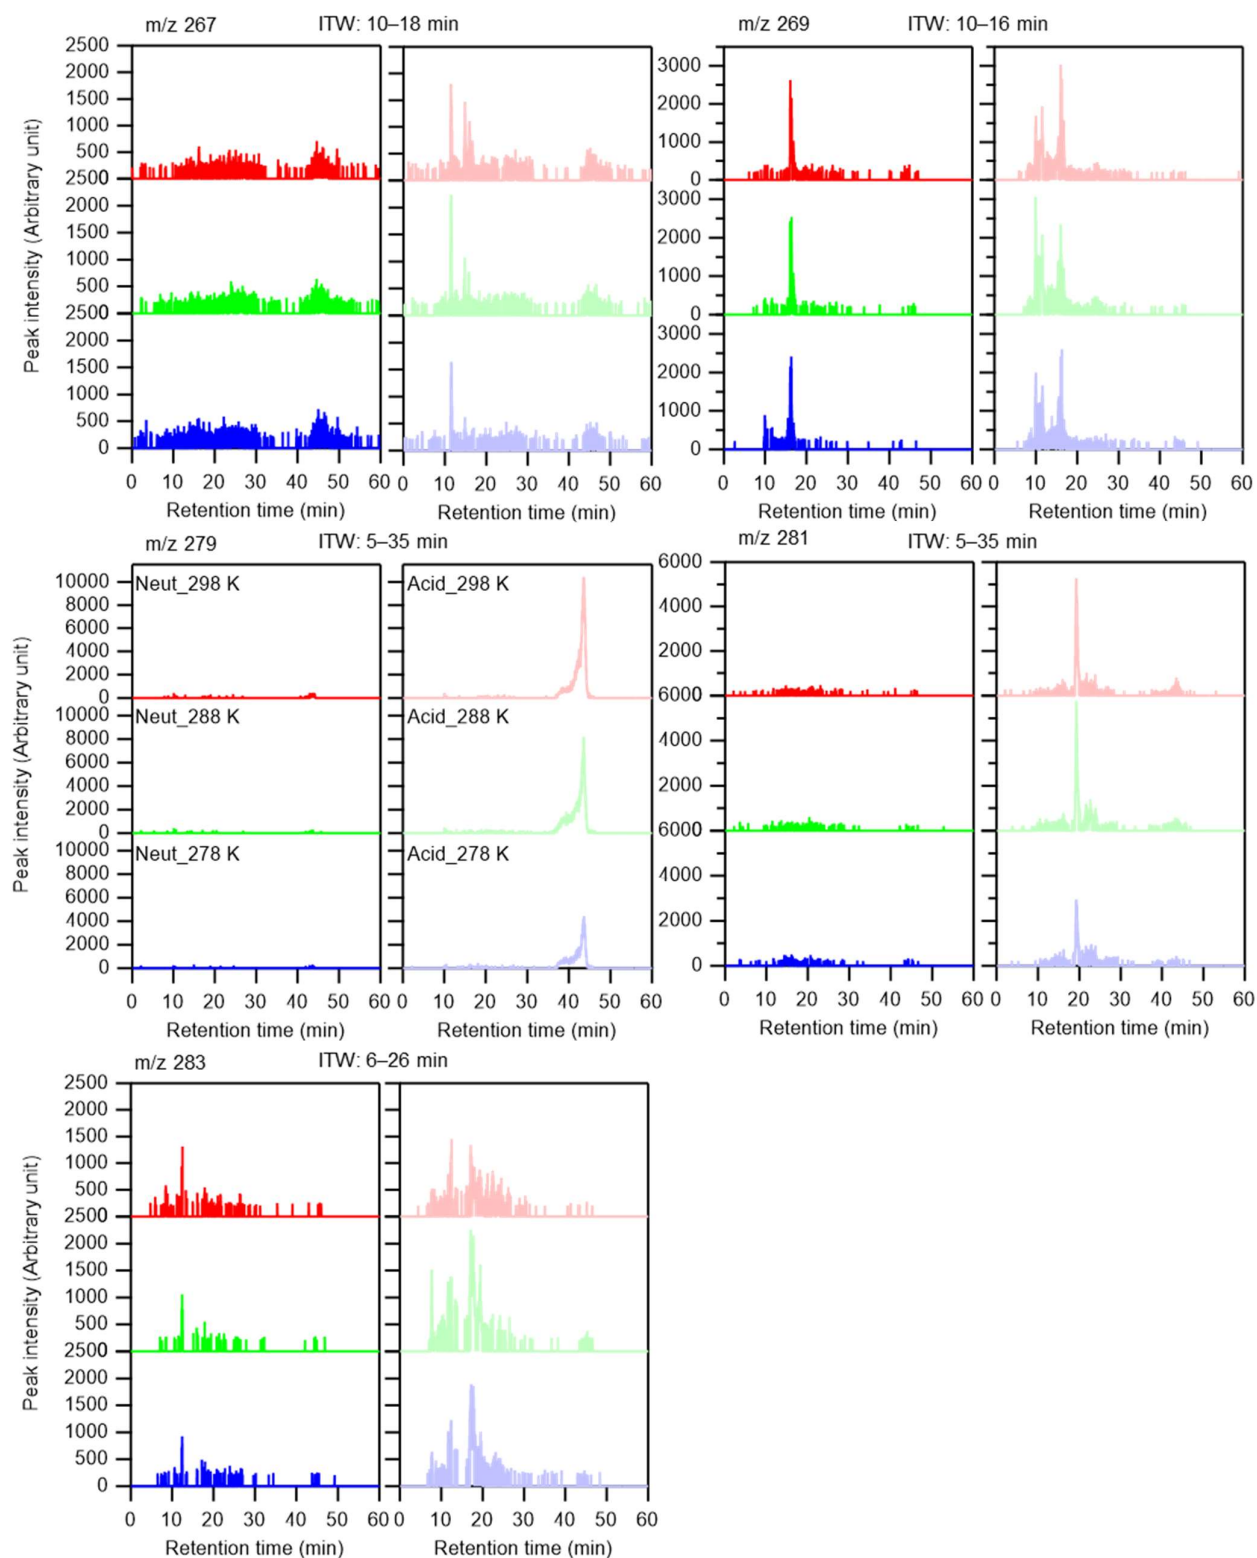 m/z 267 ITW: 10–18 min
m/z 269 ITW: 10–16 min
Peak intensity (Arbitrary unit)
2500
2000
1500
1000
500
0
2500
2000
1500
1000
500
0
2500
2000
1500
1000
500
0
0 10 20 30 40 50 60
0 10 20 30 40 50 60
Retention time (min)
Retention time (min)
3000
2000
1000
0
3000
2000
1000
0
3000
2000
1000
0
0 10 20 30 40 50 60
0 10 20 30 40 50 60
Retention time (min)
Retention time (min)
m/z 279 ITW: 5–35 min
m/z 281 ITW: 5–35 min
Peak intensity (Arbitrary unit)
10000
8000
6000
4000
2000
0
10000
8000
6000
4000
2000
0
10000
8000
6000
4000
2000
0
Neut_298 K
Acid_298 K
Neut_288 K
Acid_288 K
Neut_278 K
Acid_278 K
0 10 20 30 40 50 60
0 10 20 30 40 50 60
Retention time (min)
Retention time (min)
6000
4000
2000
0
6000
4000
2000
0
6000
4000
2000
0
0 10 20 30 40 50 60
0 10 20 30 40 50 60
Retention time (min)
Retention time (min)
m/z 283 ITW: 6–26 min
Peak intensity (Arbitrary unit)
2500
2000
1500
1000
500
0
2500
2000
1500
1000
500
0
2500
2000
1500
1000
500
0
0 10 20 30 40 50 60
0 10 20 30 40 50 60
Retention time (min)
Retention time (min)